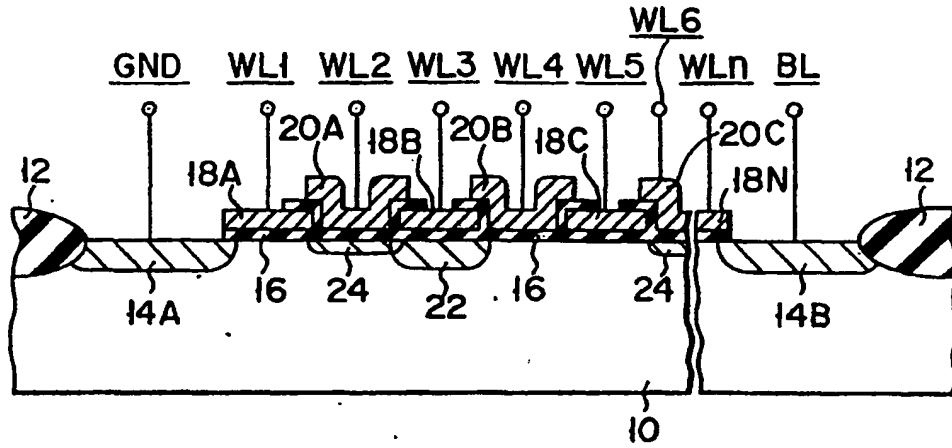 WL6
GND WL1 WL2 WL3 WL4 WL5 WLn BL
20A 18B 20B 18C 20C
12 18A 18N 12
14A 16 24 22 16 24 14B
10